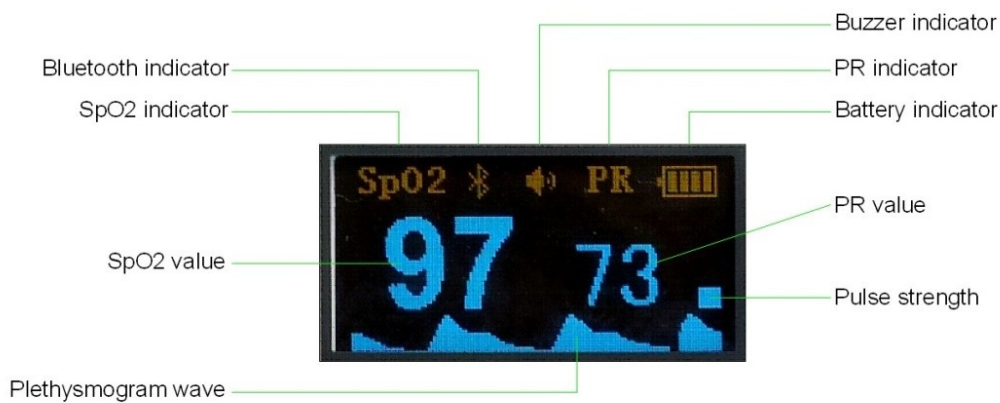 Buzzer indicator
Bluetooth indicator
PR indicator
SpO2 indicator
Battery indicator
SpO2 PR
97 73
PR value
SpO2 value
Pulse strength
Plethysmogram wave